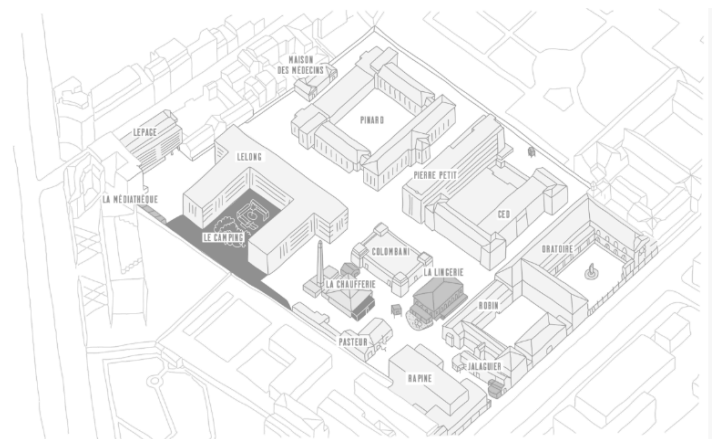 MAISON
DES MÉDECINS
PINARD
LEPAGE
LELONG
PIERRE PETIT
LA MÉDIATHÈQUE
CED
LE CAMPING
ORATOIRE
COLOMBANI
LA LINGERIE
LA CHAUFFERIE
ROBIN
PASTEUR
JALAGUIER
RAPINE